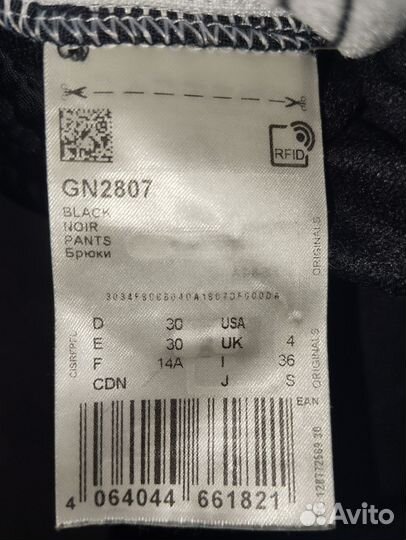 RFID
GN2807
BLACK
NOIR
PANTS
Брюки
ORIGINALS
D 30 USA
E 30 UK 4
F 14A I 36
CDN J S
ORIGINALS
EAN
4 064044 661821
Avito